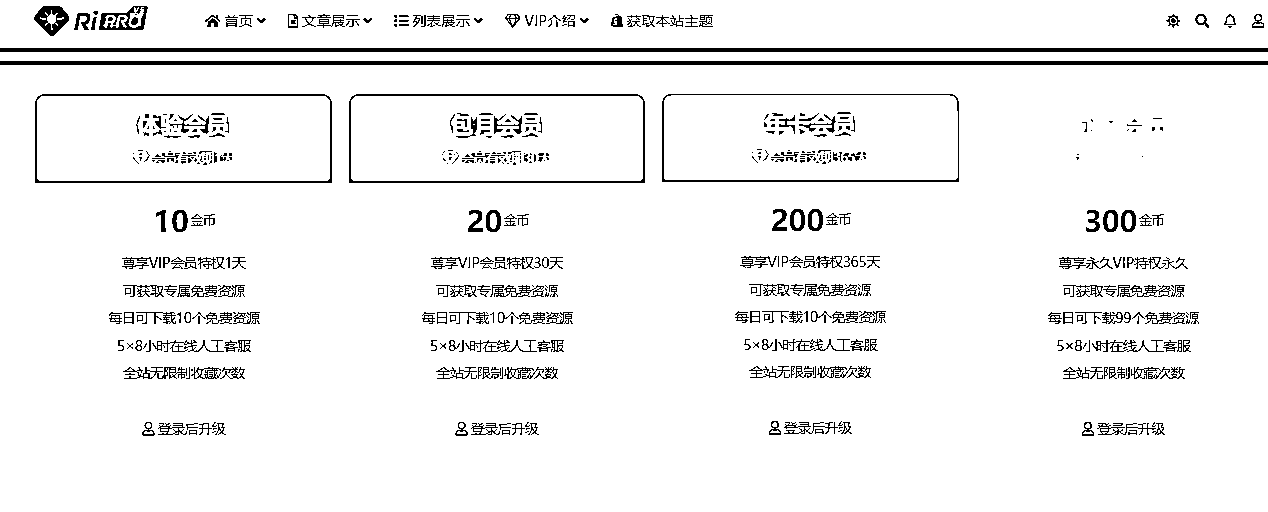 RiPRO V5
首页 文章展示 列表展示 VIP介绍 获取本站主题
体验会员
会员有效期1天
10金币
尊享VIP会员特权1天
可获取专属免费资源
每日可下载10个免费资源
5×8小时在线人工客服
全站无限制收藏次数
登录后升级
包月会员
会员有效期30天
20金币
尊享VIP会员特权30天
可获取专属免费资源
每日可下载10个免费资源
5×8小时在线人工客服
全站无限制收藏次数
登录后升级
年卡会员
会员有效期365天
200金币
尊享VIP会员特权365天
可获取专属免费资源
每日可下载10个免费资源
5×8小时在线人工客服
全站无限制收藏次数
登录后升级
会员
300金币
尊享永久VIP特权永久
可获取专属免费资源
每日可下载99个免费资源
5×8小时在线人工客服
全站无限制收藏次数
登录后升级